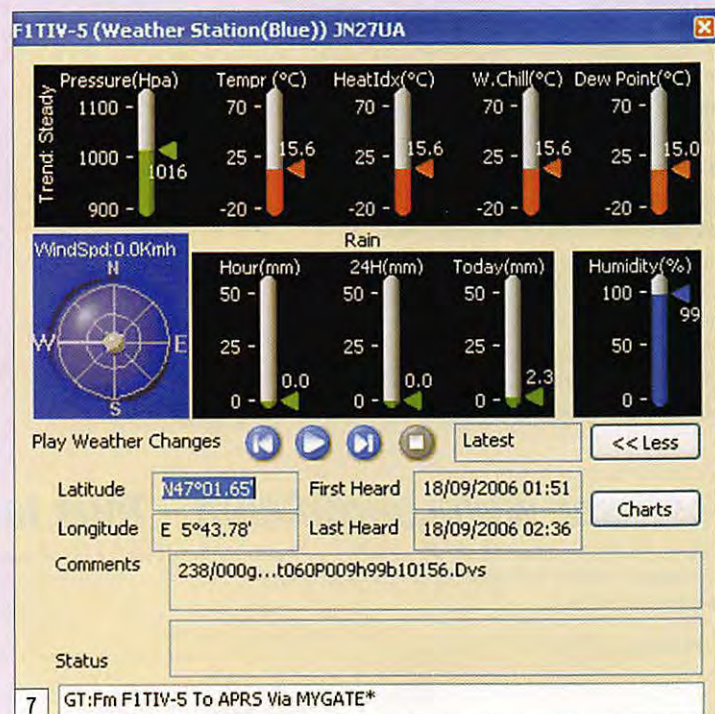 F1TIV-5 (Weather Station(Blue)) JN27UA
Trend: Steady
Pressure(Hpa) Tempr (°C) HeatIdx(°C) W.Chill(°C) Dew Point(°C)
1100 - 70 - 70 - 70 - 70 -
1000 - 1016 25 - 15.6 25 - 15.6 25 - 15.6 25 - 15.0
900 - -20 - -20 - -20 - -20 -
WindSpd:0.0Kmh
N
W E
S
Rain
Hour(mm) 24H(mm) Today(mm) Humidity(%)
50 - 50 - 50 - 100 - 99
25 - 25 - 25 - 50 -
0 - 0.0 0 - 0.0 0 - 2.3 0 -
Play Weather Changes Latest << Less
Latitude N47°01.65' First Heard 18/09/2006 01:51
Charts
Longitude E 5°43.78' Last Heard 18/09/2006 02:36
Comments 238/000g...t060P009h99b10156.Dvs
Status
7 GT:Fm F1TIV-5 To APRS Via MYGATE*